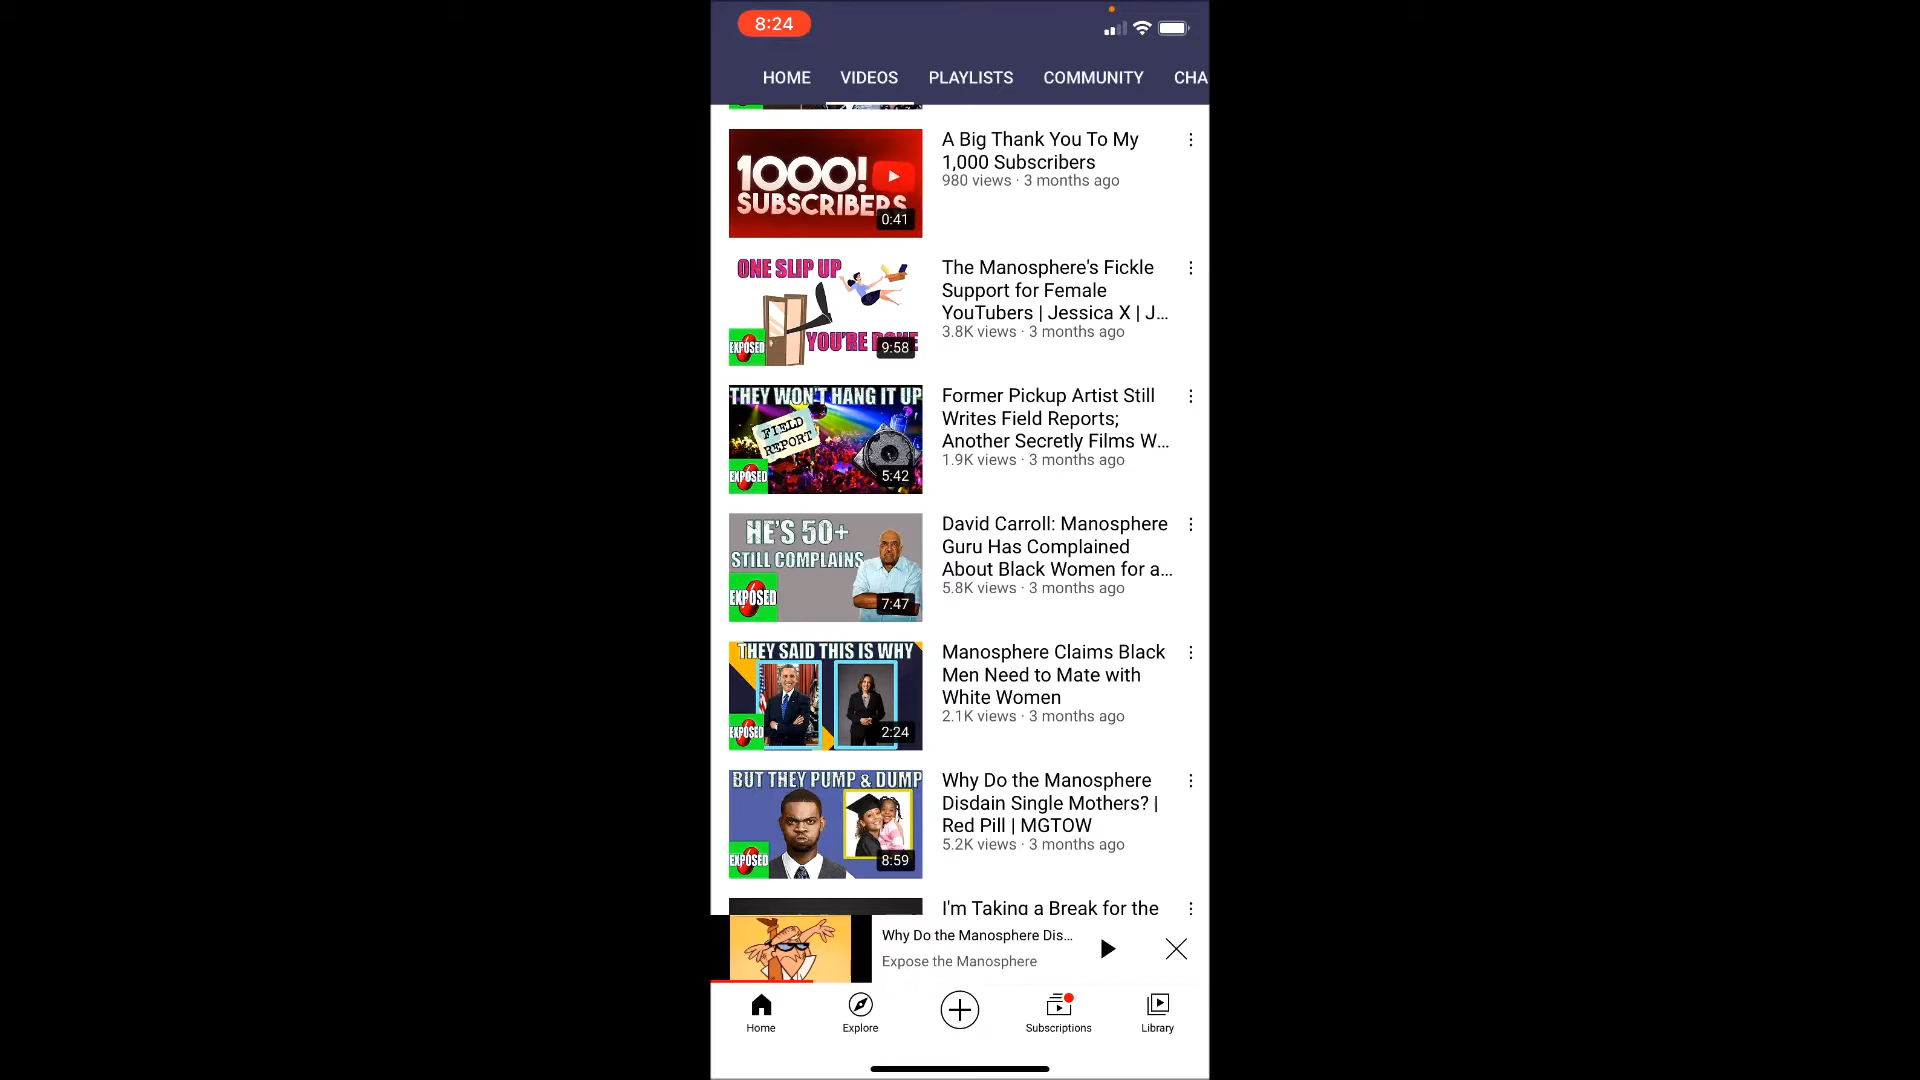 8:24
HOME VIDEOS PLAYLISTS COMMUNITY CHA
1000!
SUBSCRIBERS
0:41
A Big Thank You To My
1,000 Subscribers
980 views · 3 months ago
ONE SLIP UP
YOU'RE DONE
EXPOSED
9:58
The Manosphere's Fickle
Support for Female
YouTubers | Jessica X | J...
3.8K views · 3 months ago
THEY WON'T HANG IT UP
FIELD
REPORT
EXPOSED
5:42
Former Pickup Artist Still
Writes Field Reports;
Another Secretly Films W...
1.9K views · 3 months ago
HE'S 50+
STILL COMPLAINS
EXPOSED
7:47
David Carroll: Manosphere
Guru Has Complained
About Black Women for a...
5.8K views · 3 months ago
THEY SAID THIS IS WHY
EXPOSED
2:24
Manosphere Claims Black
Men Need to Mate with
White Women
2.1K views · 3 months ago
BUT THEY PUMP & DUMP
EXPOSED
8:59
Why Do the Manosphere
Disdain Single Mothers? |
Red Pill | MGTOW
5.2K views · 3 months ago
I'm Taking a Break for the
Why Do the Manosphere Dis...
Expose the Manosphere
Home Explore Subscriptions Library